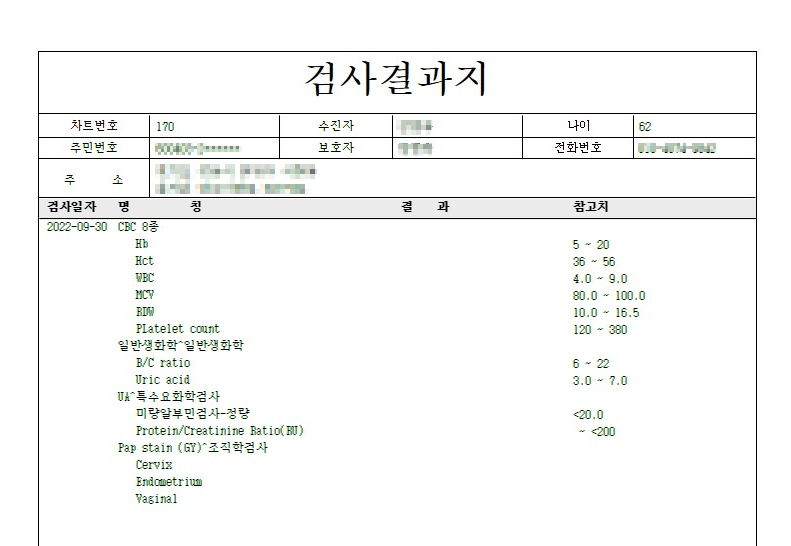 검사결과지
차트번호 170 수진자 나이 62
주민번호 보호자 전화번호
주 소
검사일자 명 칭 결 과 참고치
2022-09-30 CBC 8종
Hb 5 ~ 20
Hct 36 ~ 56
WBC 4.0 ~ 9.0
MCV 80.0 ~ 100.0
RDW 10.0 ~ 16.5
PLatelet count 120 ~ 380
일반생화학^일반생화학
B/C ratio 6 ~ 22
Uric acid 3.0 ~ 7.0
UA^특수요화학검사
미량알부민검사-정량 <20.0
Protein/Creatinine Ratio(RU) ~ <200
Pap stain (GY)^조직학검사
Cervix
Endometrium
Vaginal